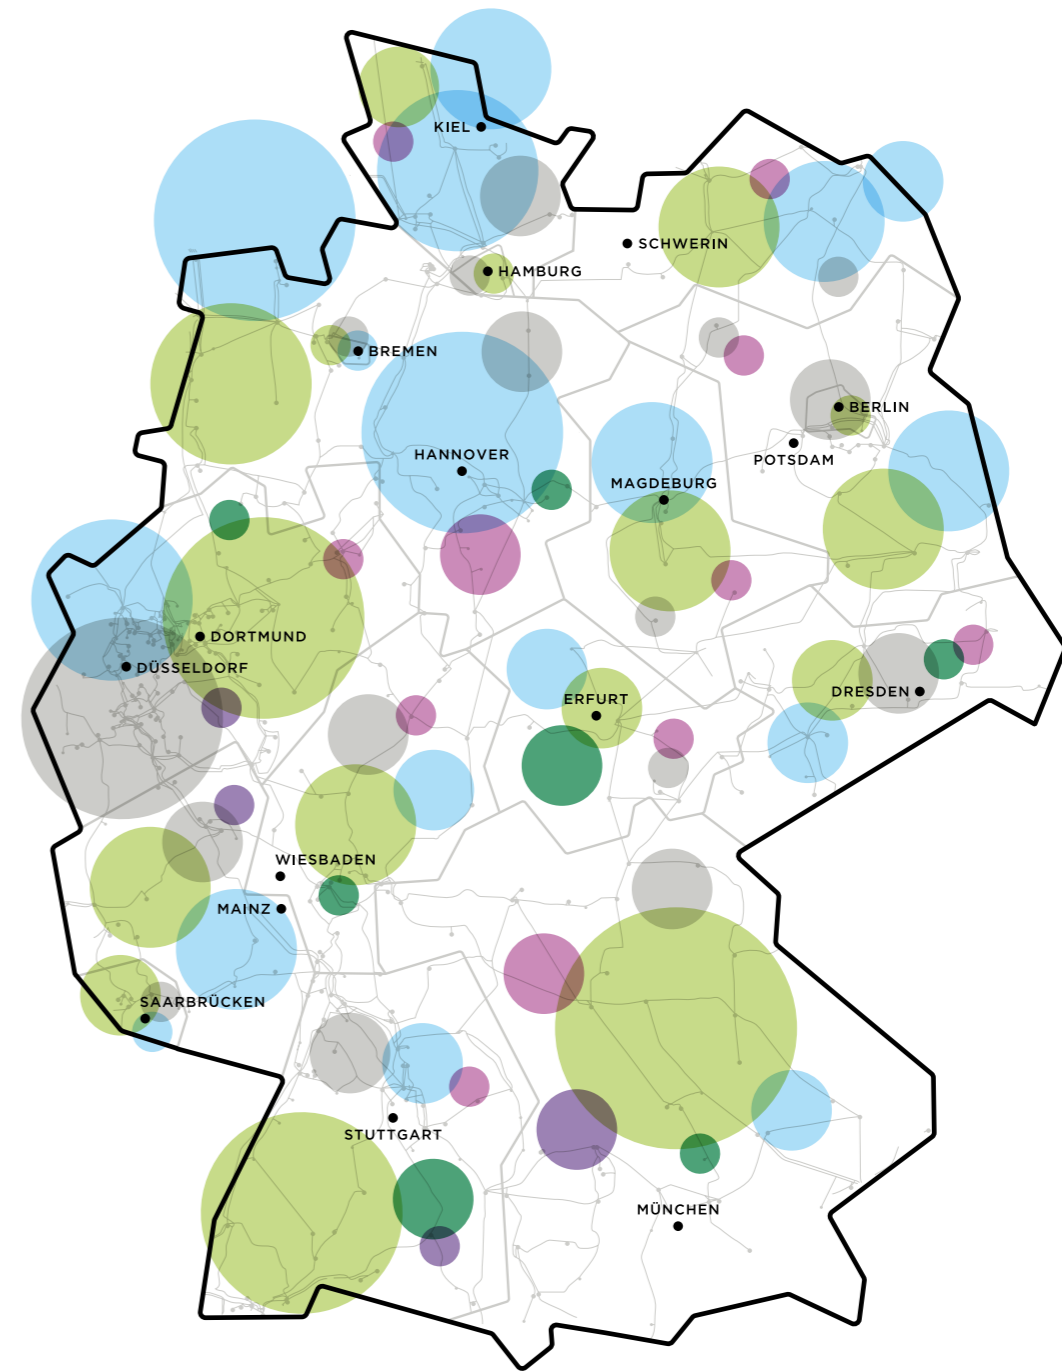 KIEL
SCHWERIN
HAMBURG
BREMEN
BERLIN
HANNOVER
POTSDAM
MAGDEBURG
DORTMUND
DÜSSELDORF
DRESDEN
ERFURT
WIESBADEN
MAINZ
SAARBRÜCKEN
STUTTGART
MÜNCHEN